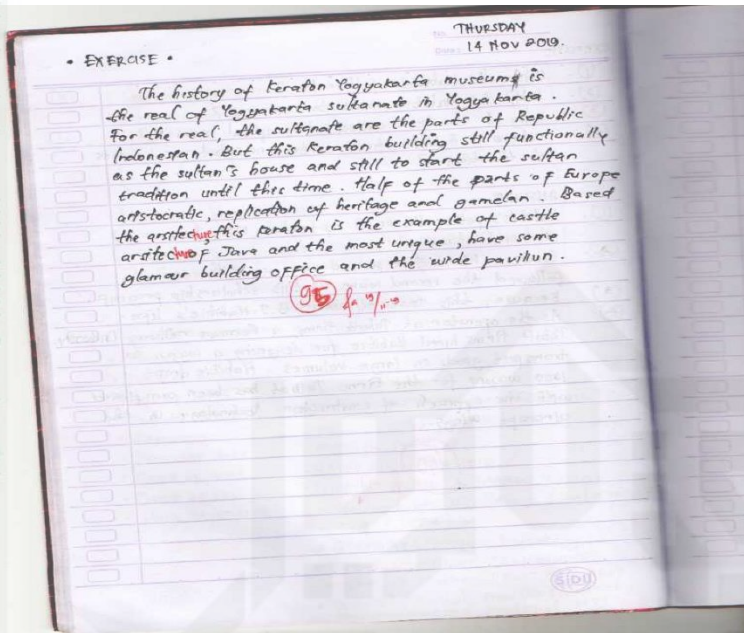 THURSDAY
14 NOV 2019.
• EXERCISE •
The history of Keraton Yogyakarta museums is
the real of Yogyakarta sultanate in Yogyakarta.
For the real, the sultanate are the parts of Republic
Indonesian. But this Keraton building still functionally
as the sultan's house and still to start the sultan
tradition until this time. Half of the parts of Europe
aristocratic, replication of heritage and gamelan. Based
the arsitechture, this keraton is the example of castle
arsitechture of Java and the most unique, have some
glamour building office and the wide paviliun.
95
SIDU